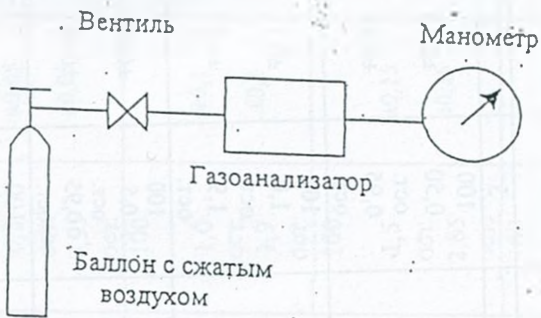 Вентиль
Манометр
Газоанализатор
Баллон с сжатым
воздухом